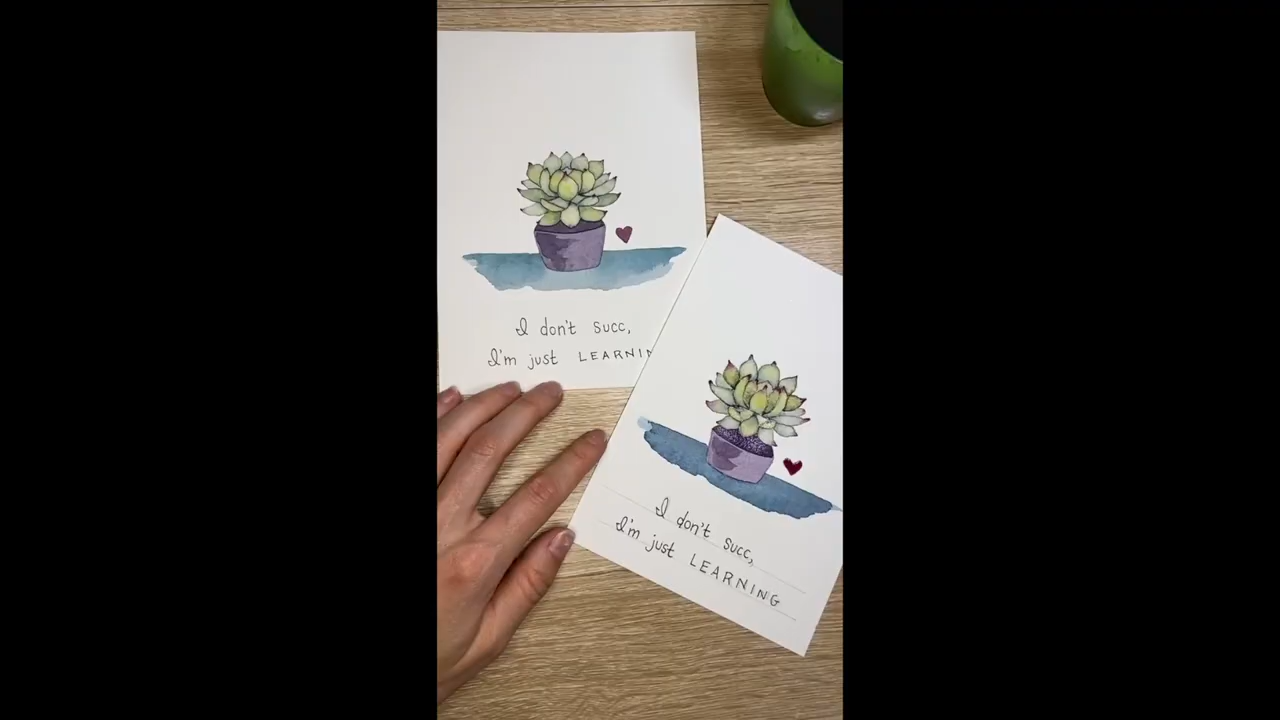 I don't succ,
I'm just LEARNIN
I don't succ,
I'm just LEARNING